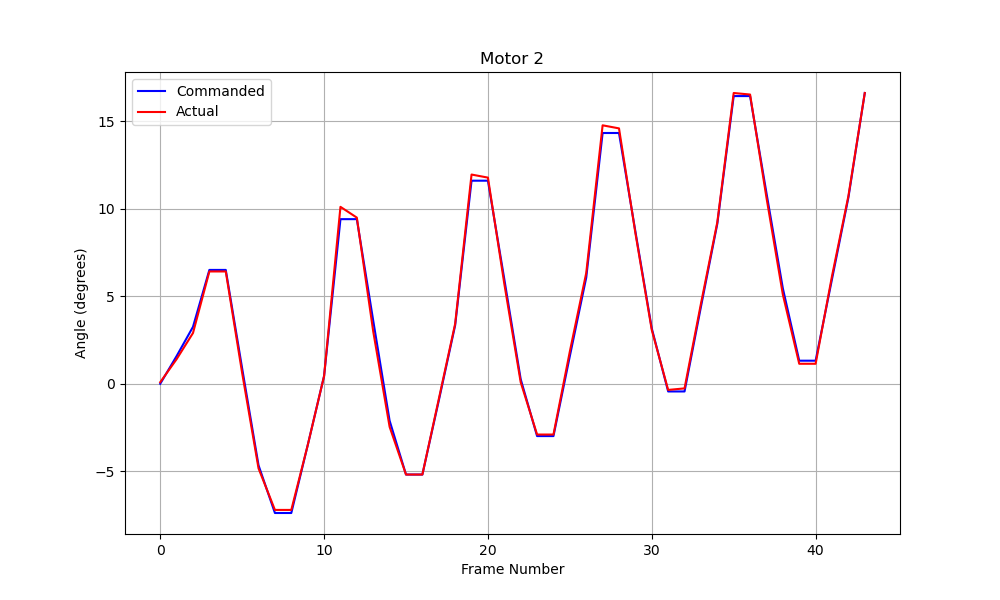 Motor 2
Commanded
Actual
15
10
5
0
−5
Angle (degrees)
0 10 20 30 40
Frame Number